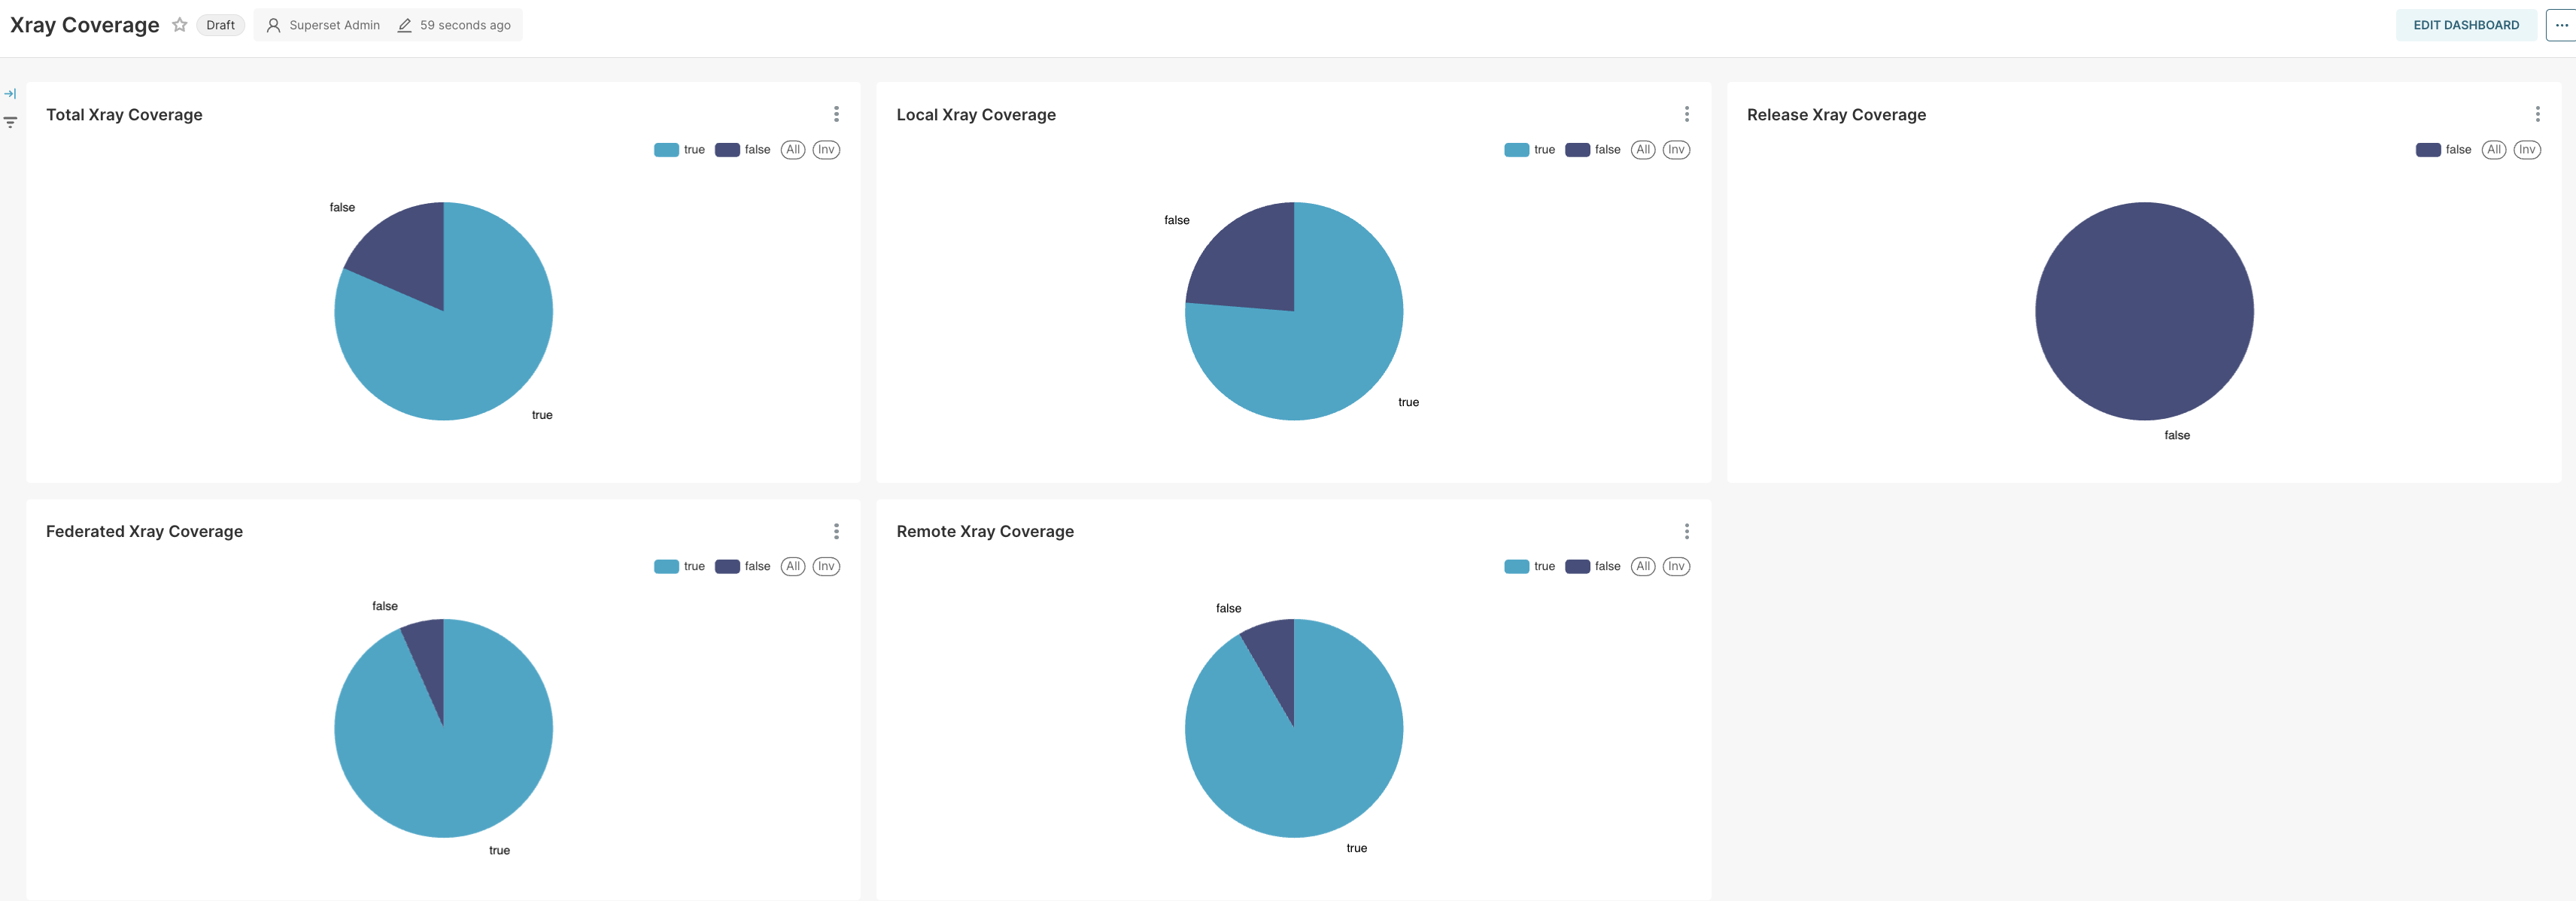 Xray Coverage Draft Superset Admin 59 seconds ago EDIT DASHBOARD ...
Total Xray Coverage
true false All Inv
false
true
Local Xray Coverage
true false All Inv
false
true
Release Xray Coverage
false All Inv
false
Federated Xray Coverage
true false All Inv
false
true
Remote Xray Coverage
true false All Inv
false
true